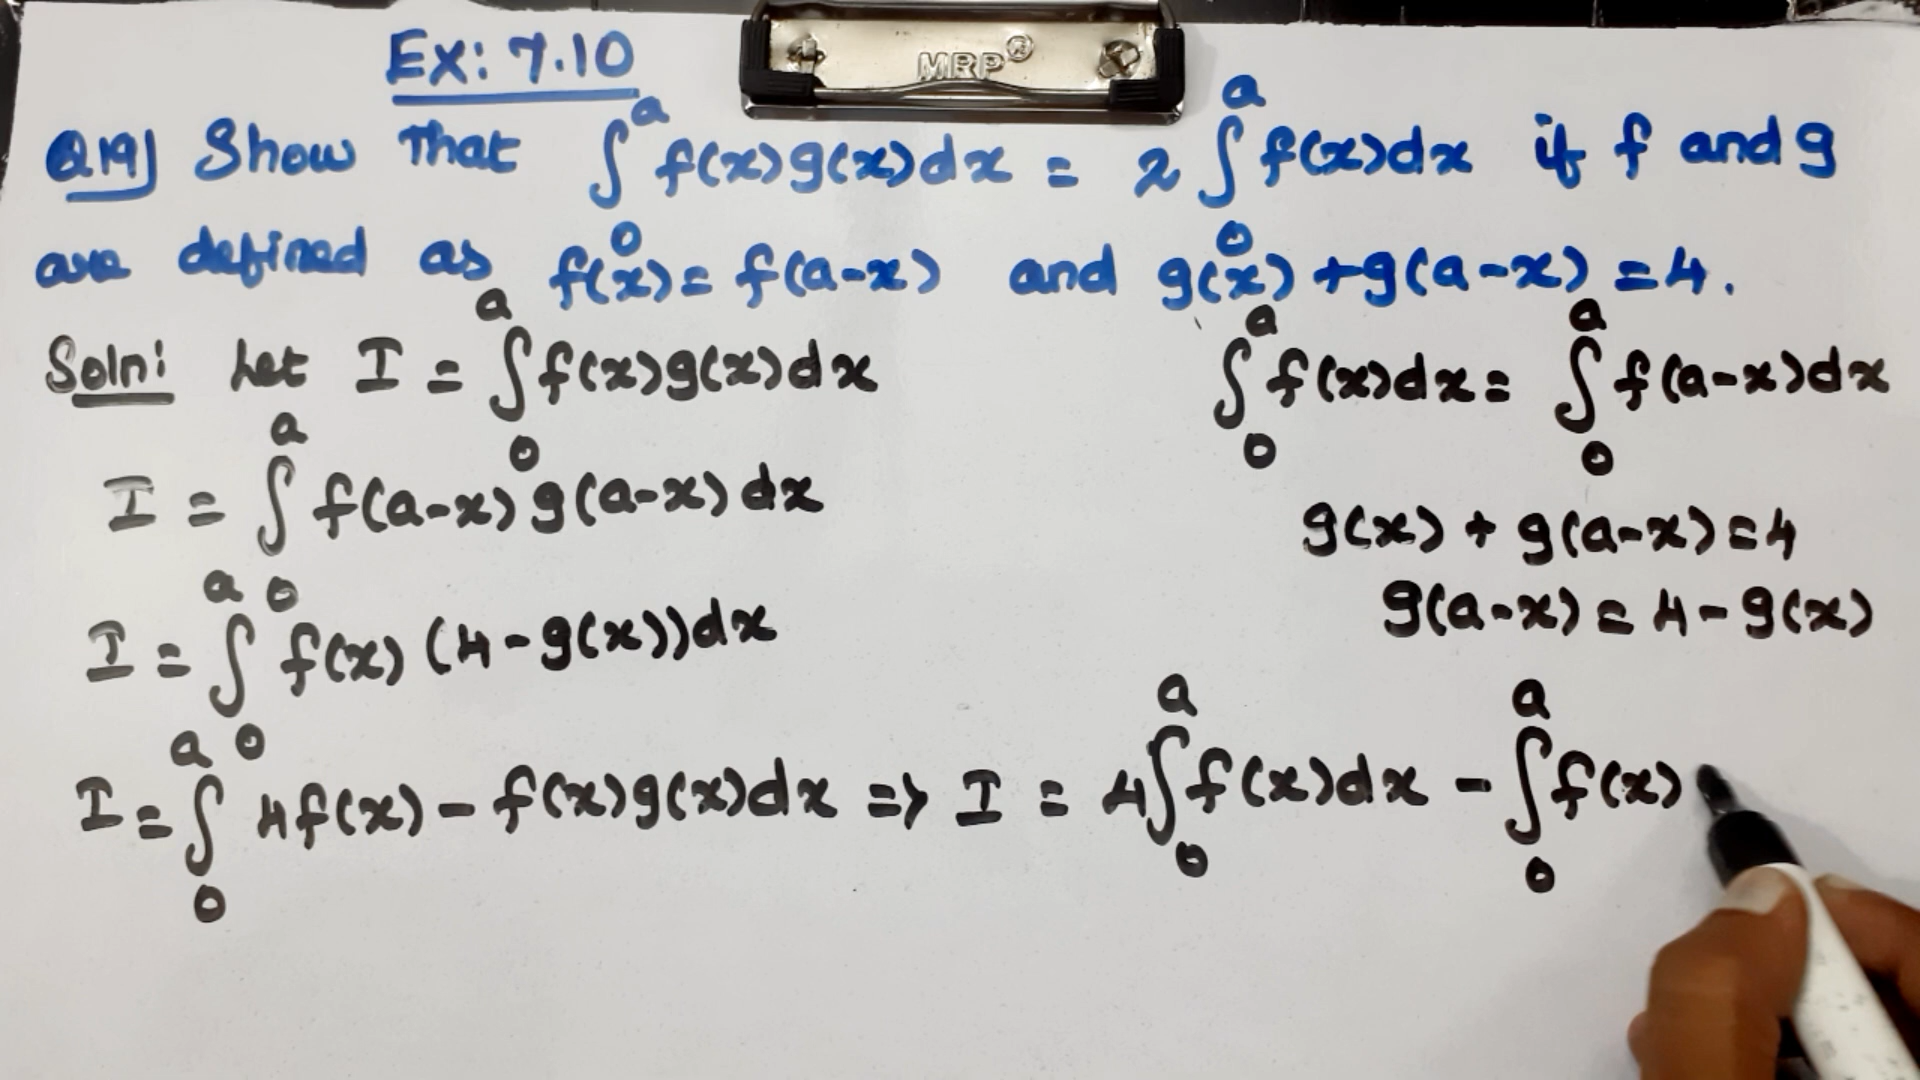 MRP®
Ex: 7.10
Q19) Show that ∫₀ᵃ f(x)g(x)dx = 2 ∫₀ᵃ f(x)dx if f and g
are defined as f(x) = f(a-x) and g(x) + g(a-x) = 4.
Soln: Let I = ∫₀ᵃ f(x)g(x)dx
∫₀ᵃ f(x)dx = ∫₀ᵃ f(a-x)dx
I = ∫₀ᵃ f(a-x)g(a-x)dx
g(x) + g(a-x) = 4
I = ∫₀ᵃ f(x)(4-g(x))dx
g(a-x) = 4-g(x)
I = ∫₀ᵃ 4f(x) - f(x)g(x)dx => I = 4∫₀ᵃ f(x)dx - ∫₀ᵃ f(x)